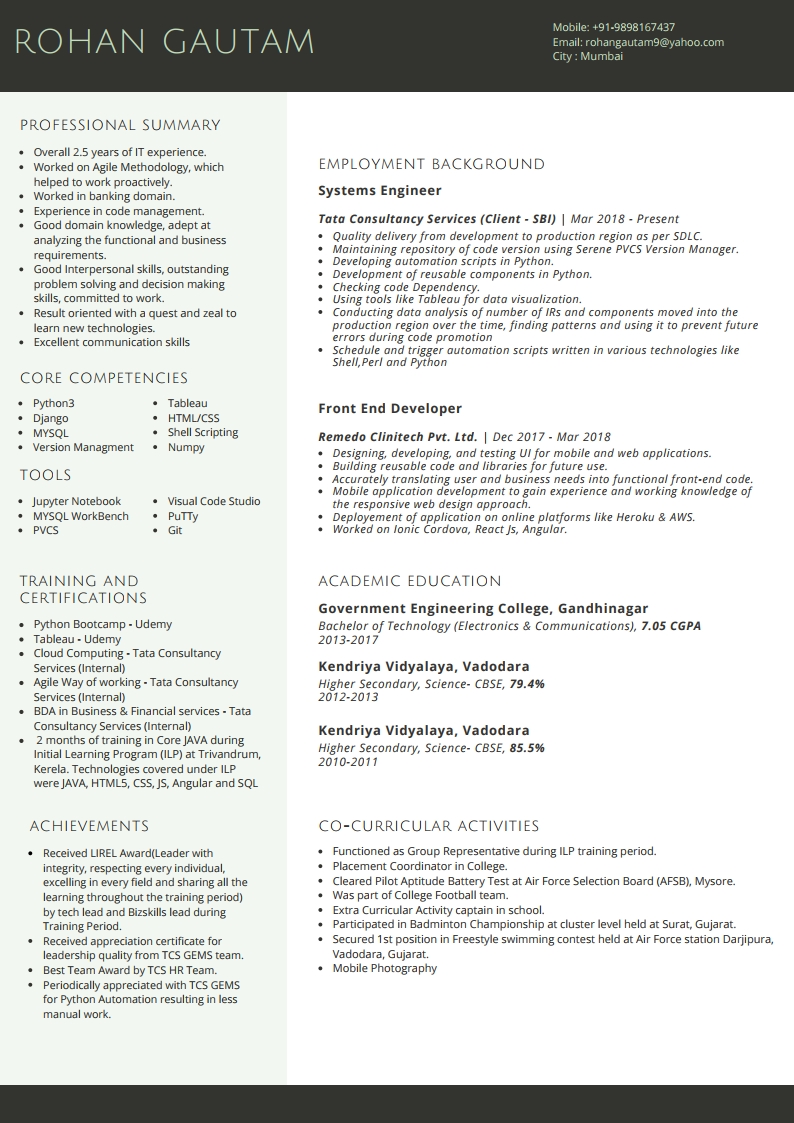 ROHAN GAUTAM
Mobile: +91-9898167437
Email: rohangautam9@yahoo.com
City : Mumbai
PROFESSIONAL SUMMARY
Overall 2.5 years of IT experience.
Worked on Agile Methodology, which
helped to work proactively.
Worked in banking domain.
Experience in code management.
Good domain knowledge, adept at
analyzing the functional and business
requirements.
Good Interpersonal skills, outstanding
problem solving and decision making
skills, committed to work.
Result oriented with a quest and zeal to
learn new technologies.
Excellent communication skills
CORE COMPETENCIES
Python3
Django
MYSQL
Version Managment
Tableau
HTML/CSS
Shell Scripting
Numpy
TOOLS
Jupyter Notebook
MYSQL WorkBench
PVCS
Visual Code Studio
PuTTy
Git
TRAINING AND
CERTIFICATIONS
Python Bootcamp - Udemy
Tableau - Udemy
Cloud Computing - Tata Consultancy
Services (Internal)
Agile Way of working - Tata Consultancy
Services (Internal)
BDA in Business & Financial services - Tata
Consultancy Services (Internal)
2 months of training in Core JAVA during
Initial Learning Program (ILP) at Trivandrum,
Kerela. Technologies covered under ILP
were JAVA, HTML5, CSS, JS, Angular and SQL
ACHIEVEMENTS
Received LIREL Award(Leader with
integrity, respecting every individual,
excelling in every field and sharing all the
learning throughout the training period)
by tech lead and Bizskills lead during
Training Period.
Received appreciation certificate for
leadership quality from TCS GEMS team.
Best Team Award by TCS HR Team.
Periodically appreciated with TCS GEMS
for Python Automation resulting in less
manual work.
EMPLOYMENT BACKGROUND
Systems Engineer
Tata Consultancy Services (Client - SBI) | Mar 2018 - Present
Quality delivery from development to production region as per SDLC.
Maintaining repository of code version using Serene PVCS Version Manager.
Developing automation scripts in Python.
Development of reusable components in Python.
Checking code Dependency.
Using tools like Tableau for data visualization.
Conducting data analysis of number of IRs and components moved into the
production region over the time, finding patterns and using it to prevent future
errors during code promotion
Schedule and trigger automation scripts written in various technologies like
Shell,Perl and Python
Front End Developer
Remedo Clinitech Pvt. Ltd. | Dec 2017 - Mar 2018
Designing, developing, and testing UI for mobile and web applications.
Building reusable code and libraries for future use.
Accurately translating user and business needs into functional front-end code.
Mobile application development to gain experience and working knowledge of
the responsive web design approach.
Deployement of application on online platforms like Heroku & AWS.
Worked on Ionic Cordova, React Js, Angular.
ACADEMIC EDUCATION
Government Engineering College, Gandhinagar
Bachelor of Technology (Electronics & Communications), 7.05 CGPA
2013-2017
Kendriya Vidyalaya, Vadodara
Higher Secondary, Science- CBSE, 79.4%
2012-2013
Kendriya Vidyalaya, Vadodara
Higher Secondary, Science- CBSE, 85.5%
2010-2011
CO-CURRICULAR ACTIVITIES
Functioned as Group Representative during ILP training period.
Placement Coordinator in College.
Cleared Pilot Aptitude Battery Test at Air Force Selection Board (AFSB), Mysore.
Was part of College Football team.
Extra Curricular Activity captain in school.
Participated in Badminton Championship at cluster level held at Surat, Gujarat.
Secured 1st position in Freestyle swimming contest held at Air Force station Darjipura,
Vadodara, Gujarat.
Mobile Photography